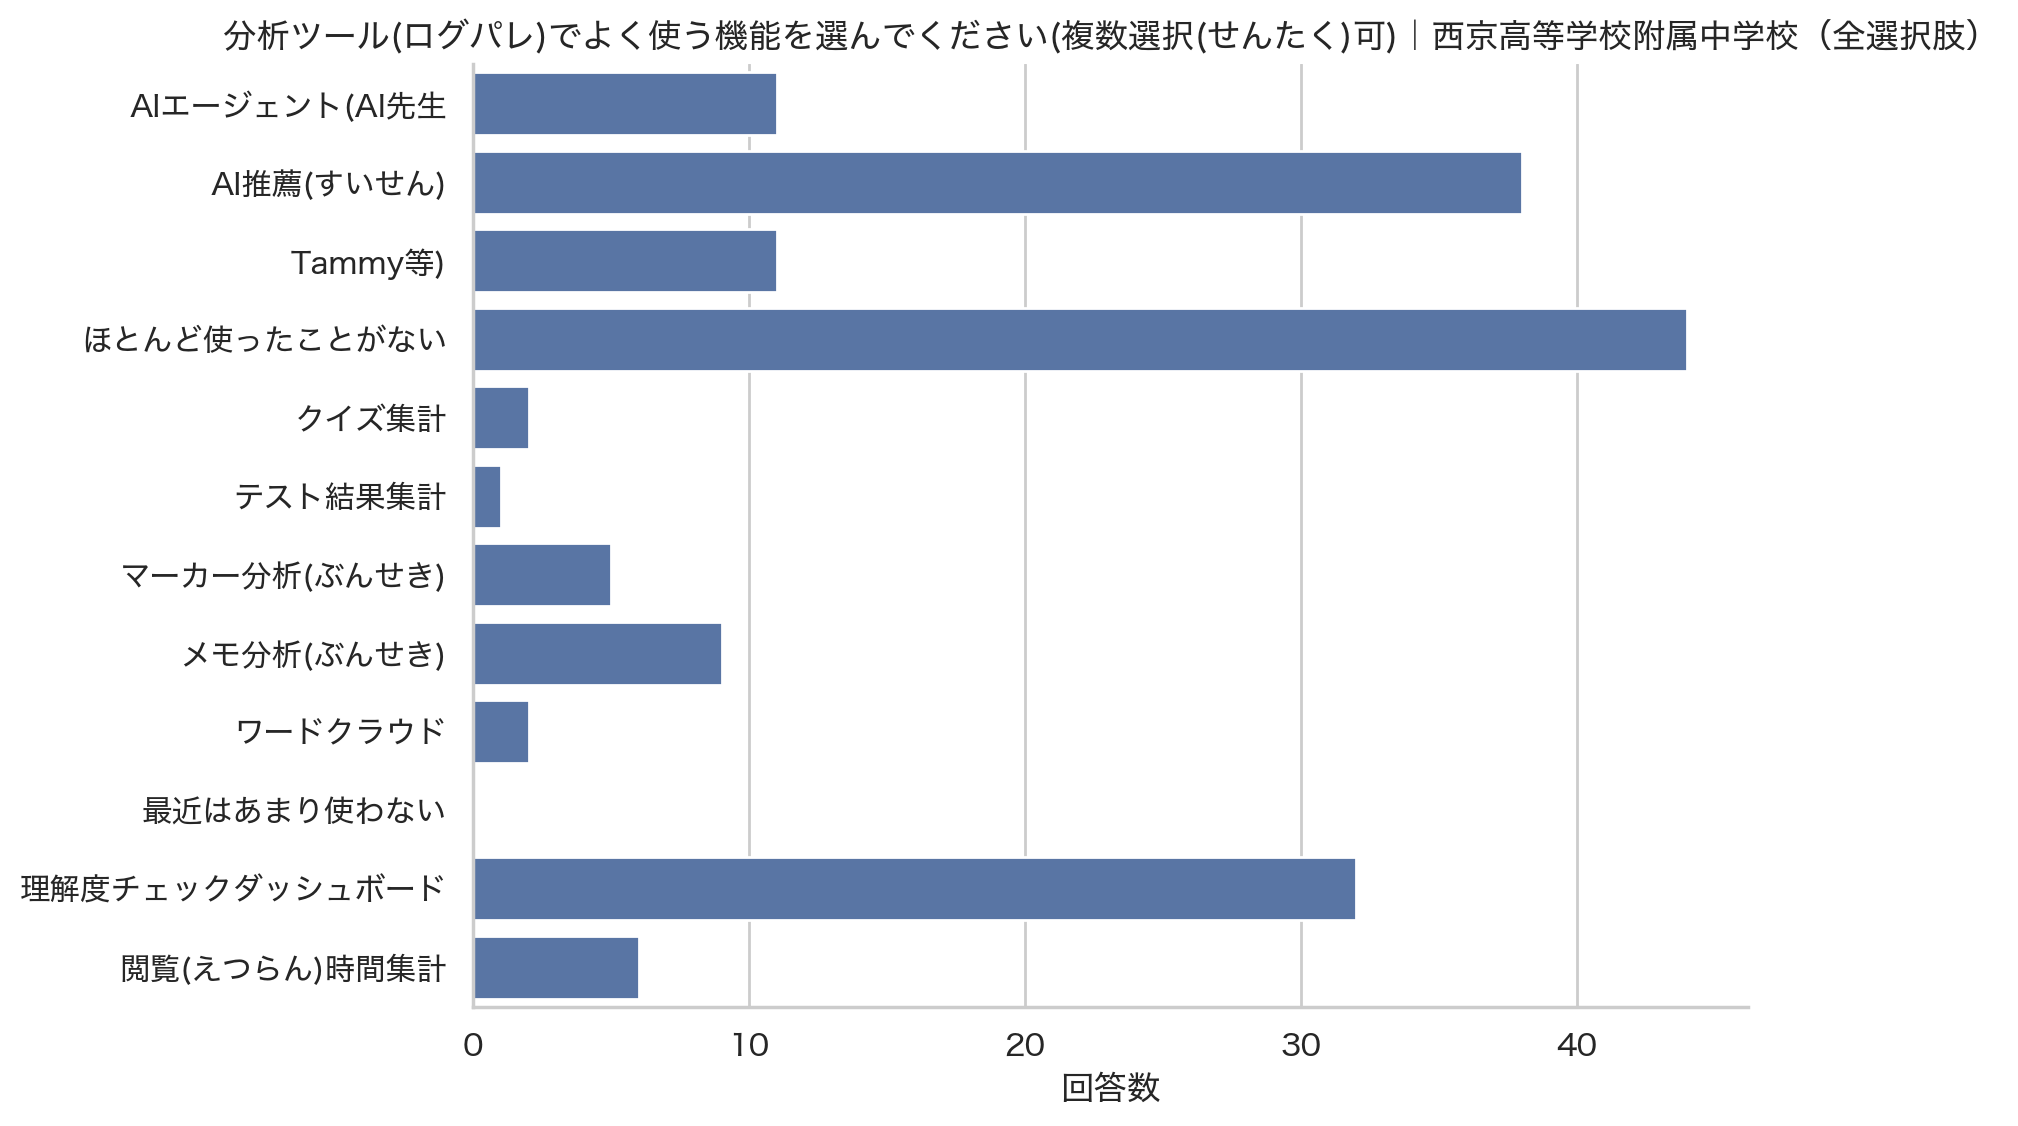 分析ツール(ログパレ)でよく使う機能を選んでください(複数選択(せんたく)可)｜西京高等学校附属中学校（全選択肢）
AIエージェント(AI先生
AI推薦(すいせん)
Tammy等)
ほとんど使ったことがない
クイズ集計
テスト結果集計
マーカー分析(ぶんせき)
メモ分析(ぶんせき)
ワードクラウド
最近はあまり使わない
理解度チェックダッシュボード
閲覧(えつらん)時間集計
0 10 20 30 40
回答数